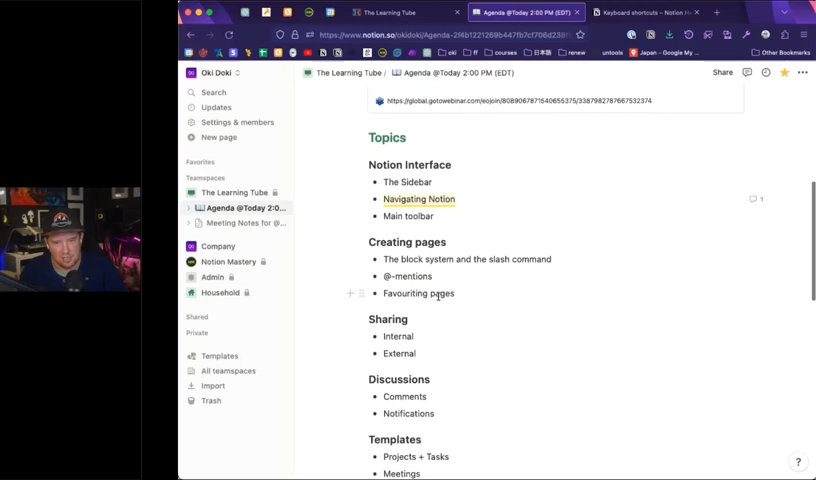 The Learning Tube
Agenda @Today 2:00 PM (EDT)
Keyboard shortcuts – Notion H
https://www.notion.so/okidoki/Agenda-2f4b1221269b447fb7cf706d238
oki
ff
courses
日本語
renew
untools
Japan - Google My ...
Other Bookmarks
Oki Doki
The Learning Tube / Agenda @Today 2:00 PM (EDT)
Share
Search
Updates
Settings & members
New page
Favorites
Teamspaces
The Learning Tube
Agenda @Today 2:0...
Meeting Notes for @...
Company
Notion Mastery
Admin
Household
Shared
Private
Templates
All teamspaces
Import
Trash
https://global.gotowebinar.com/eojoin/8089067871540655375/3387982787667532374
Topics
Notion Interface
• The Sidebar
• Navigating Notion
1
• Main toolbar
Creating pages
• The block system and the slash command
• @-mentions
• Favouriting pages
Sharing
• Internal
• External
Discussions
• Comments
• Notifications
Templates
• Projects + Tasks
• Meetings
?